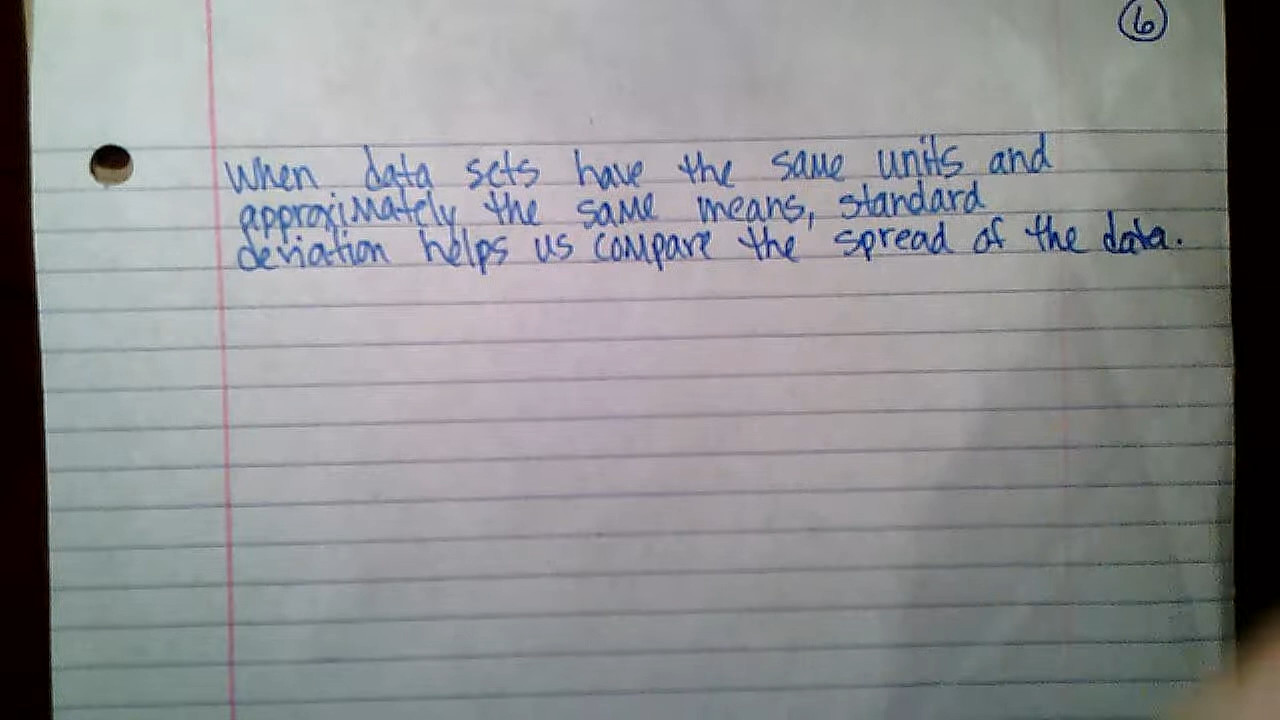 6
When data sets have the same units and
approximately the same means, standard
deviation helps us compare the spread of the data.